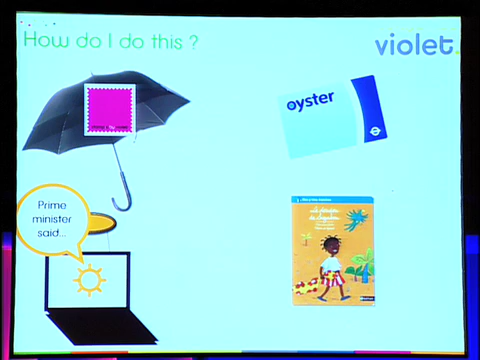 How do I do this ?
violet.
oyster
Prime
minister
said...